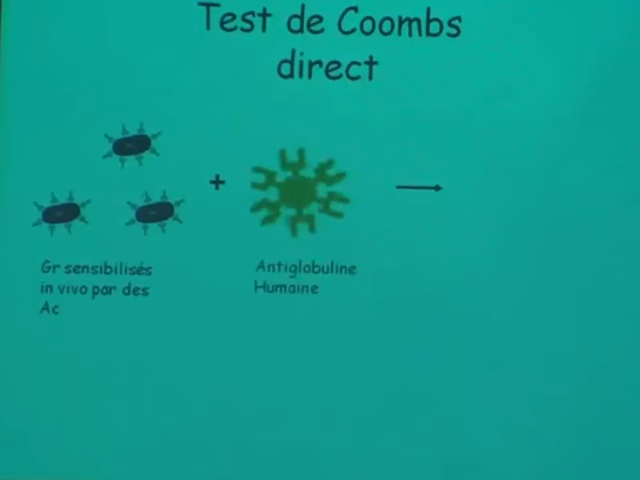 Test de Coombs
direct
+
Gr sensibilisés
in vivo par des
Ac
Antiglobuline
Humaine